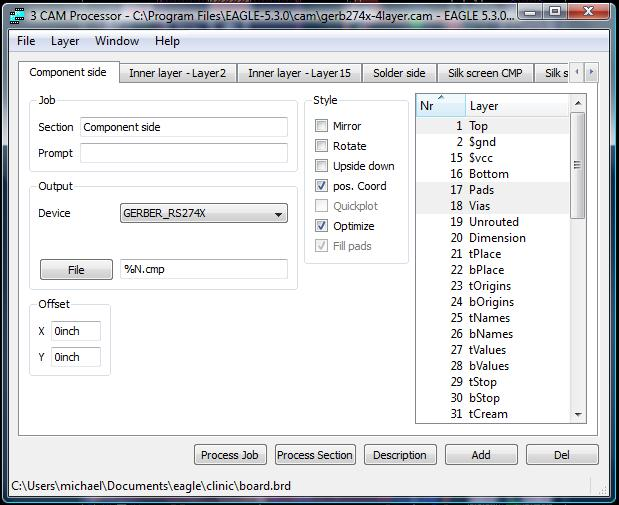 3 CAM Processor - C:\Program Files\EAGLE-5.3.0\cam\gerb274x-4layer.cam - EAGLE 5.3.0...
File Layer Window Help
Component side Inner layer - Layer2 Inner layer - Layer15 Solder side Silk screen CMP Silk s
Job
Section Component side
Prompt
Output
Device GERBER_RS274X
File %N.cmp
Offset
X 0inch
Y 0inch
Style
Mirror
Rotate
Upside down
pos. Coord
Quickplot
Optimize
Fill pads
Nr Layer
1 Top
2 $gnd
15 $vcc
16 Bottom
17 Pads
18 Vias
19 Unrouted
20 Dimension
21 tPlace
22 bPlace
23 tOrigins
24 bOrigins
25 tNames
26 bNames
27 tValues
28 bValues
29 tStop
30 bStop
31 tCream
Process Job Process Section Description Add Del
C:\Users\michael\Documents\eagle\clinic\board.brd